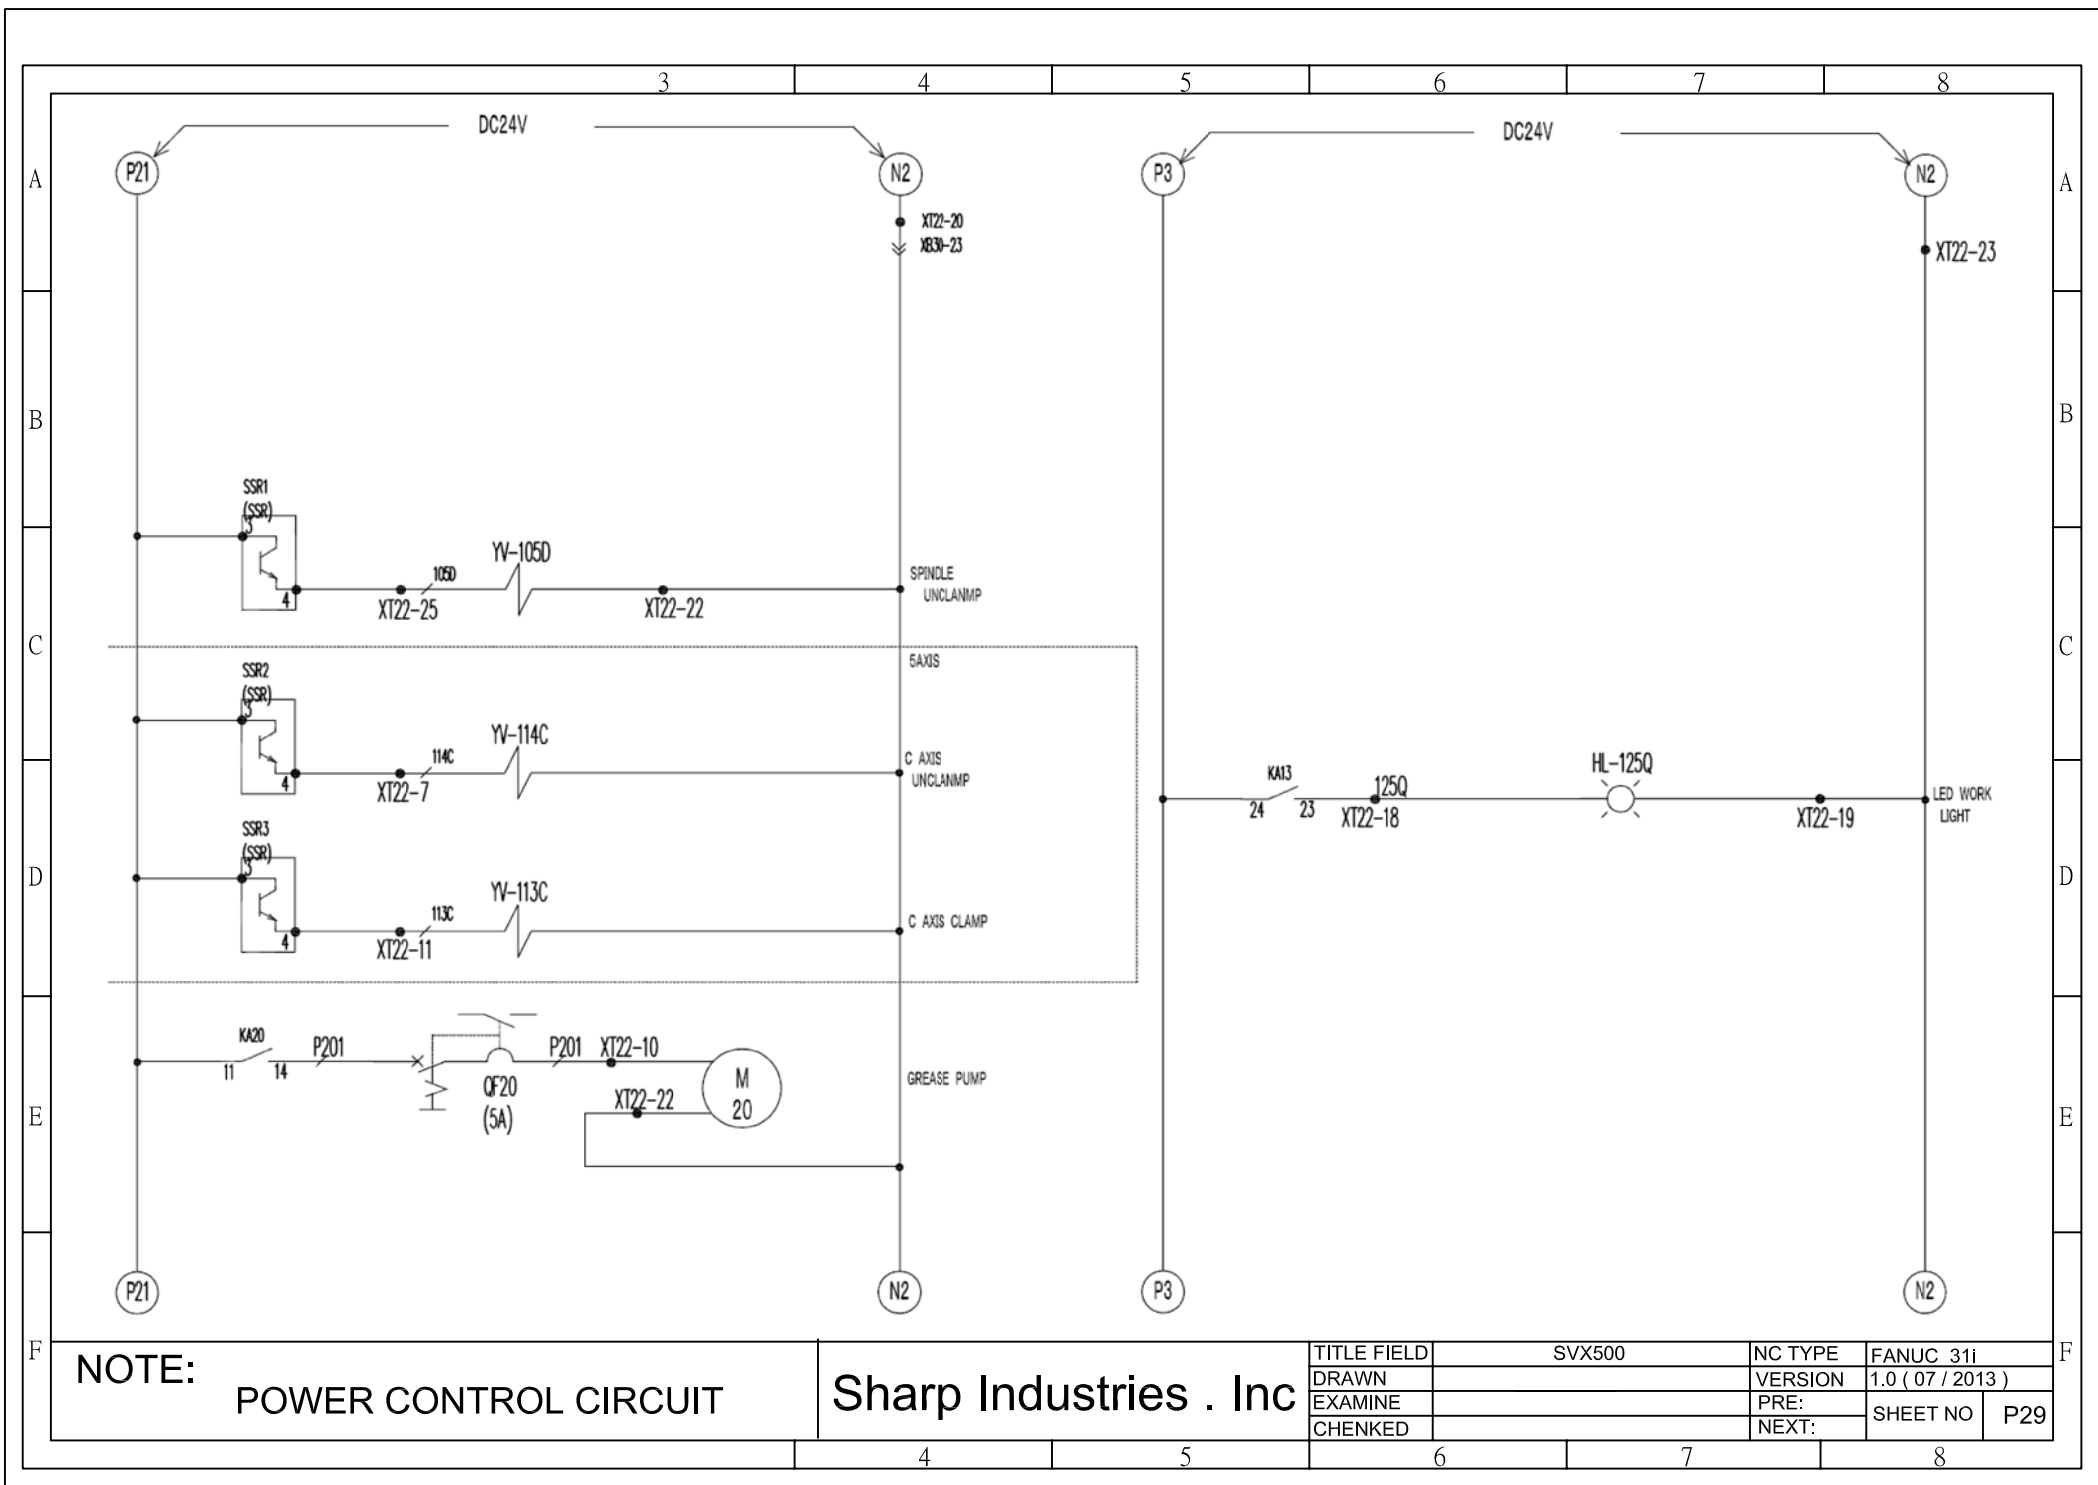 3 4 5 6 7 8
A A
B B
C C
D D
E E
F F
DC24V
P21
N2
XT22-20
XB30-23
SSR1
(SSR)
3
4
105D
XT22-25
YV-105D
XT22-22
SPINDLE
UNCLANMP
5AXIS
SSR2
(SSR)
3
4
114C
XT22-7
YV-114C
C AXIS
UNCLANMP
SSR3
(SSR)
3
4
113C
XT22-11
YV-113C
C AXIS CLAMP
KA20
11
14
P201
QF20
(5A)
P201
XT22-10
XT22-22
M
20
GREASE PUMP
P21
N2
DC24V
P3
N2
XT22-23
KA13
24
23
125Q
XT22-18
HL-125Q
XT22-19
LED WORK
LIGHT
P3
N2
NOTE:
POWER CONTROL CIRCUIT
Sharp Industries . Inc
TITLE FIELD SVX500 NC TYPE FANUC 31i
DRAWN VERSION 1.0 ( 07 / 2013 )
EXAMINE PRE: SHEET NO P29
CHENKED NEXT:
4 5 6 7 8